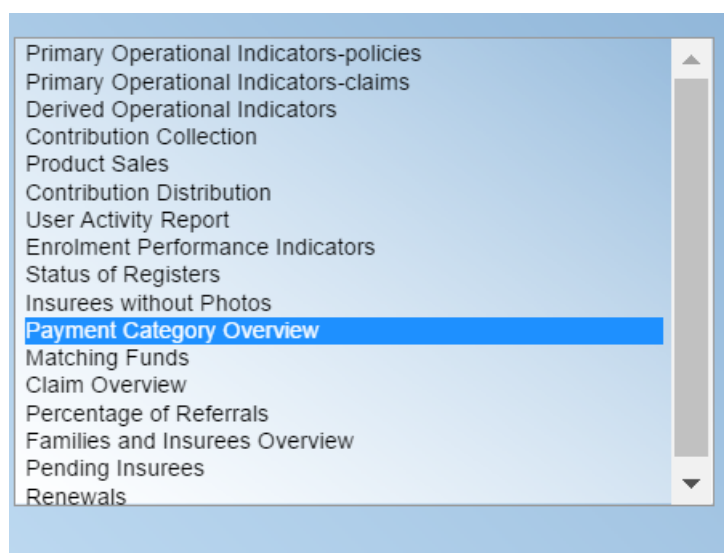 Primary Operational Indicators-policies
Primary Operational Indicators-claims
Derived Operational Indicators
Contribution Collection
Product Sales
Contribution Distribution
User Activity Report
Enrolment Performance Indicators
Status of Registers
Insurees without Photos
Payment Category Overview
Matching Funds
Claim Overview
Percentage of Referrals
Families and Insurees Overview
Pending Insurees
Renewals